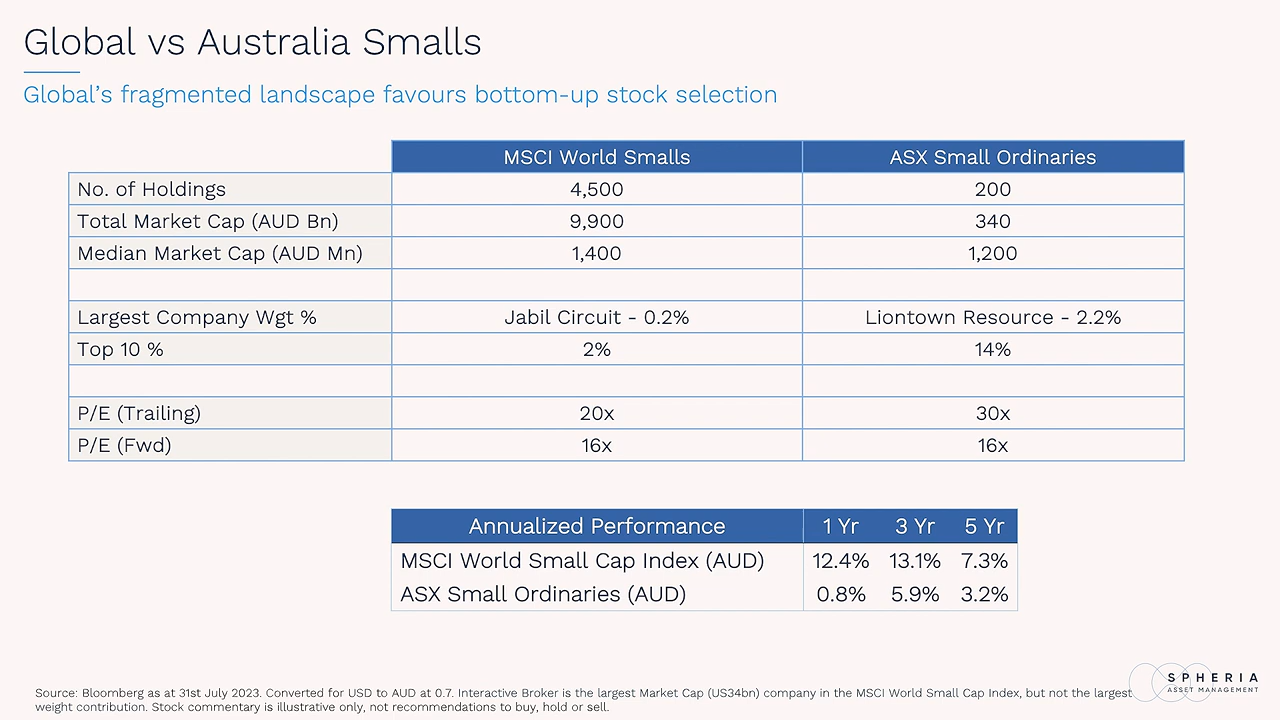 Global vs Australia Smalls
Global’s fragmented landscape favours bottom-up stock selection
MSCI World Smalls ASX Small Ordinaries
No. of Holdings 4,500 200
Total Market Cap (AUD Bn) 9,900 340
Median Market Cap (AUD Mn) 1,400 1,200
Largest Company Wgt % Jabil Circuit - 0.2% Liontown Resource - 2.2%
Top 10 % 2% 14%
P/E (Trailing) 20x 30x
P/E (Fwd) 16x 16x
Annualized Performance 1 Yr 3 Yr 5 Yr
MSCI World Small Cap Index (AUD) 12.4% 13.1% 7.3%
ASX Small Ordinaries (AUD) 0.8% 5.9% 3.2%
Source: Bloomberg as at 31st July 2023. Converted for USD to AUD at 0.7. Interactive Broker is the largest Market Cap (US34bn) company in the MSCI World Small Cap Index, but not the largest
weight contribution. Stock commentary is illustrative only, not recommendations to buy, hold or sell.
SPHERIA
ASSET MANAGEMENT